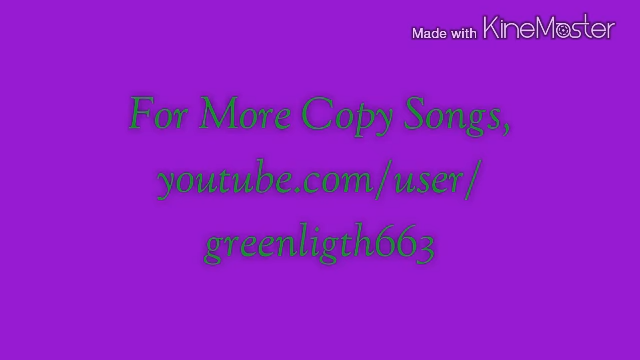 Made with KineMaster
For More Copy Songs,
youtube.com/user/
greenligth663